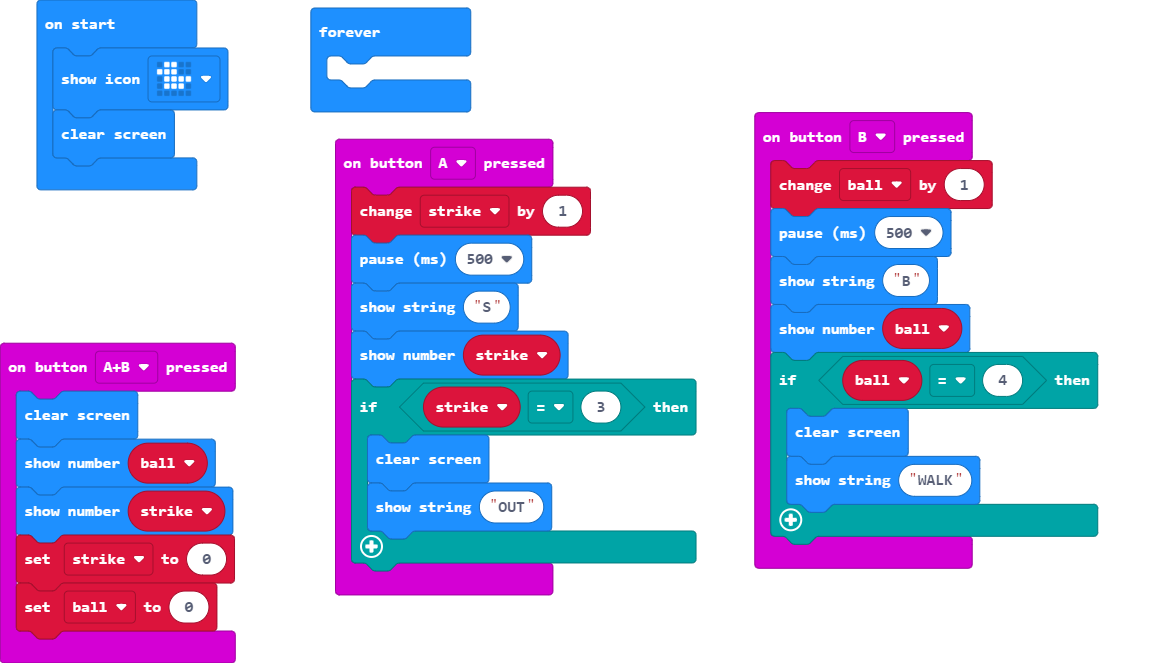 on start
show icon
clear screen
forever
on button A pressed
change strike by 1
pause (ms) 500
show string "S"
show number strike
if strike = 3 then
clear screen
show string "OUT"
on button B pressed
change ball by 1
pause (ms) 500
show string "B"
show number ball
if ball = 4 then
clear screen
show string "WALK"
on button A+B pressed
clear screen
show number ball
show number strike
set strike to 0
set ball to 0